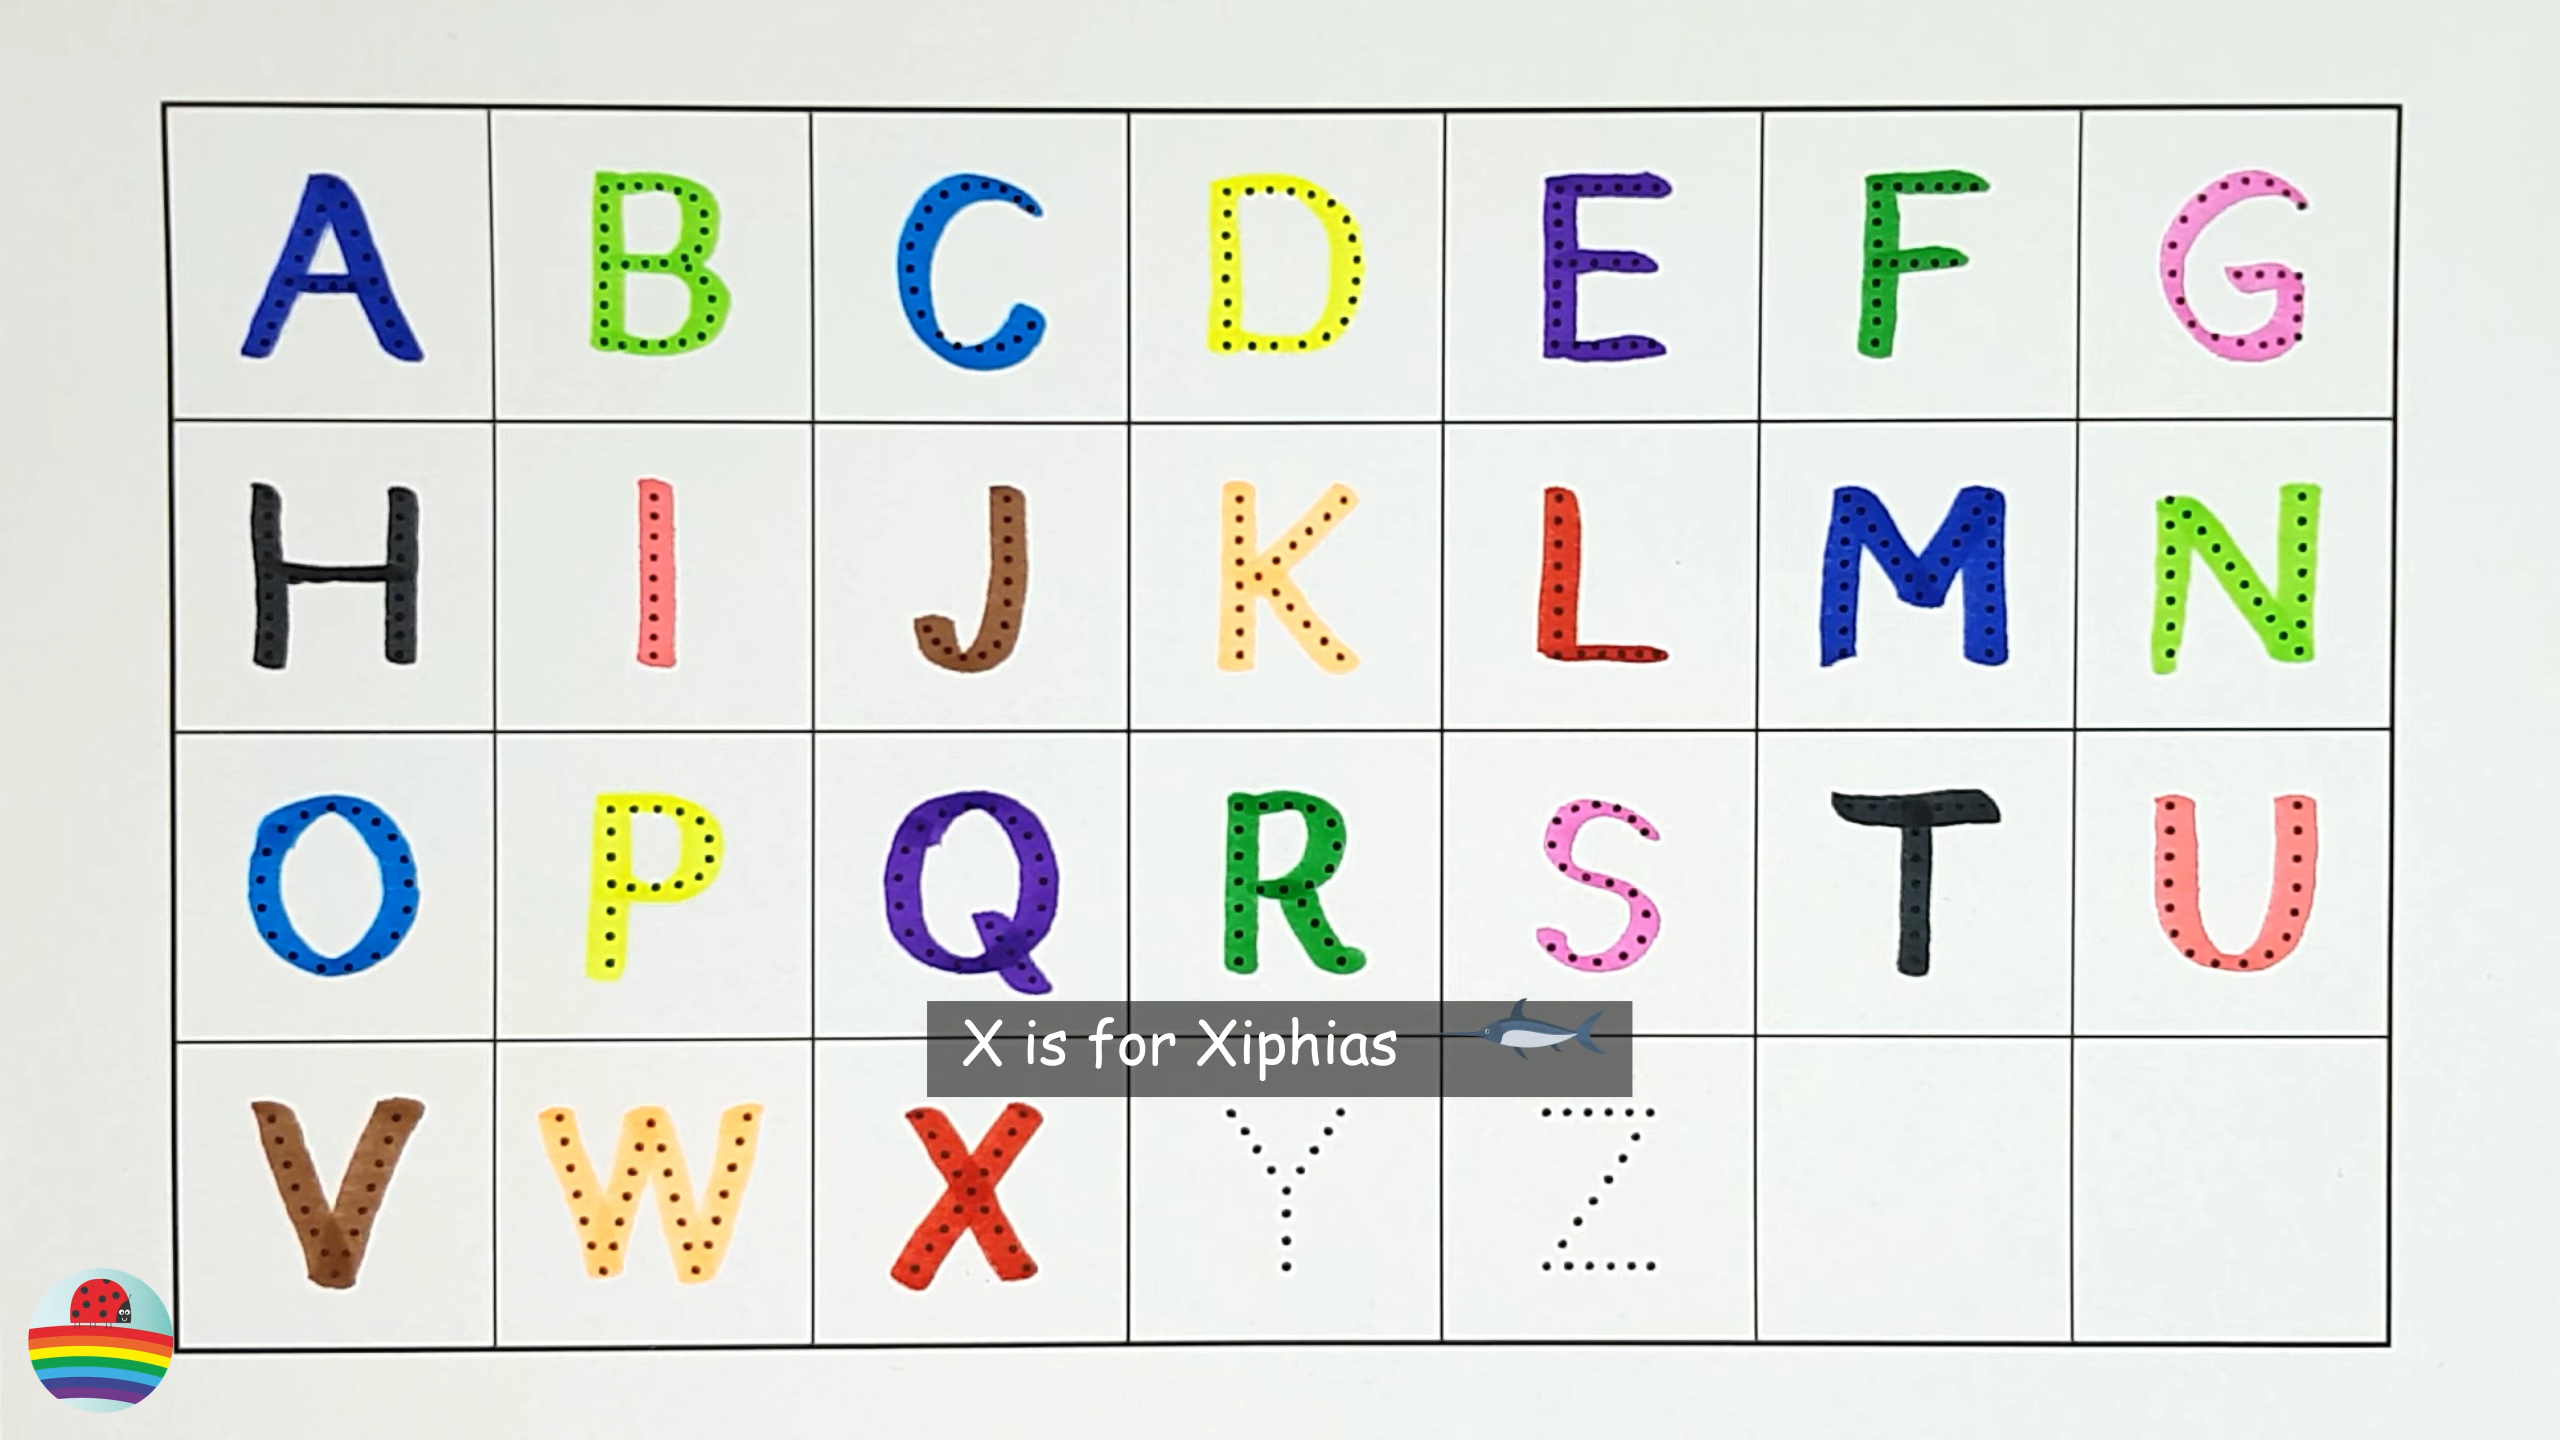 A B C D E F G
H I J K L M N
O P Q R S T U
X is for Xiphias
V W X Y Z